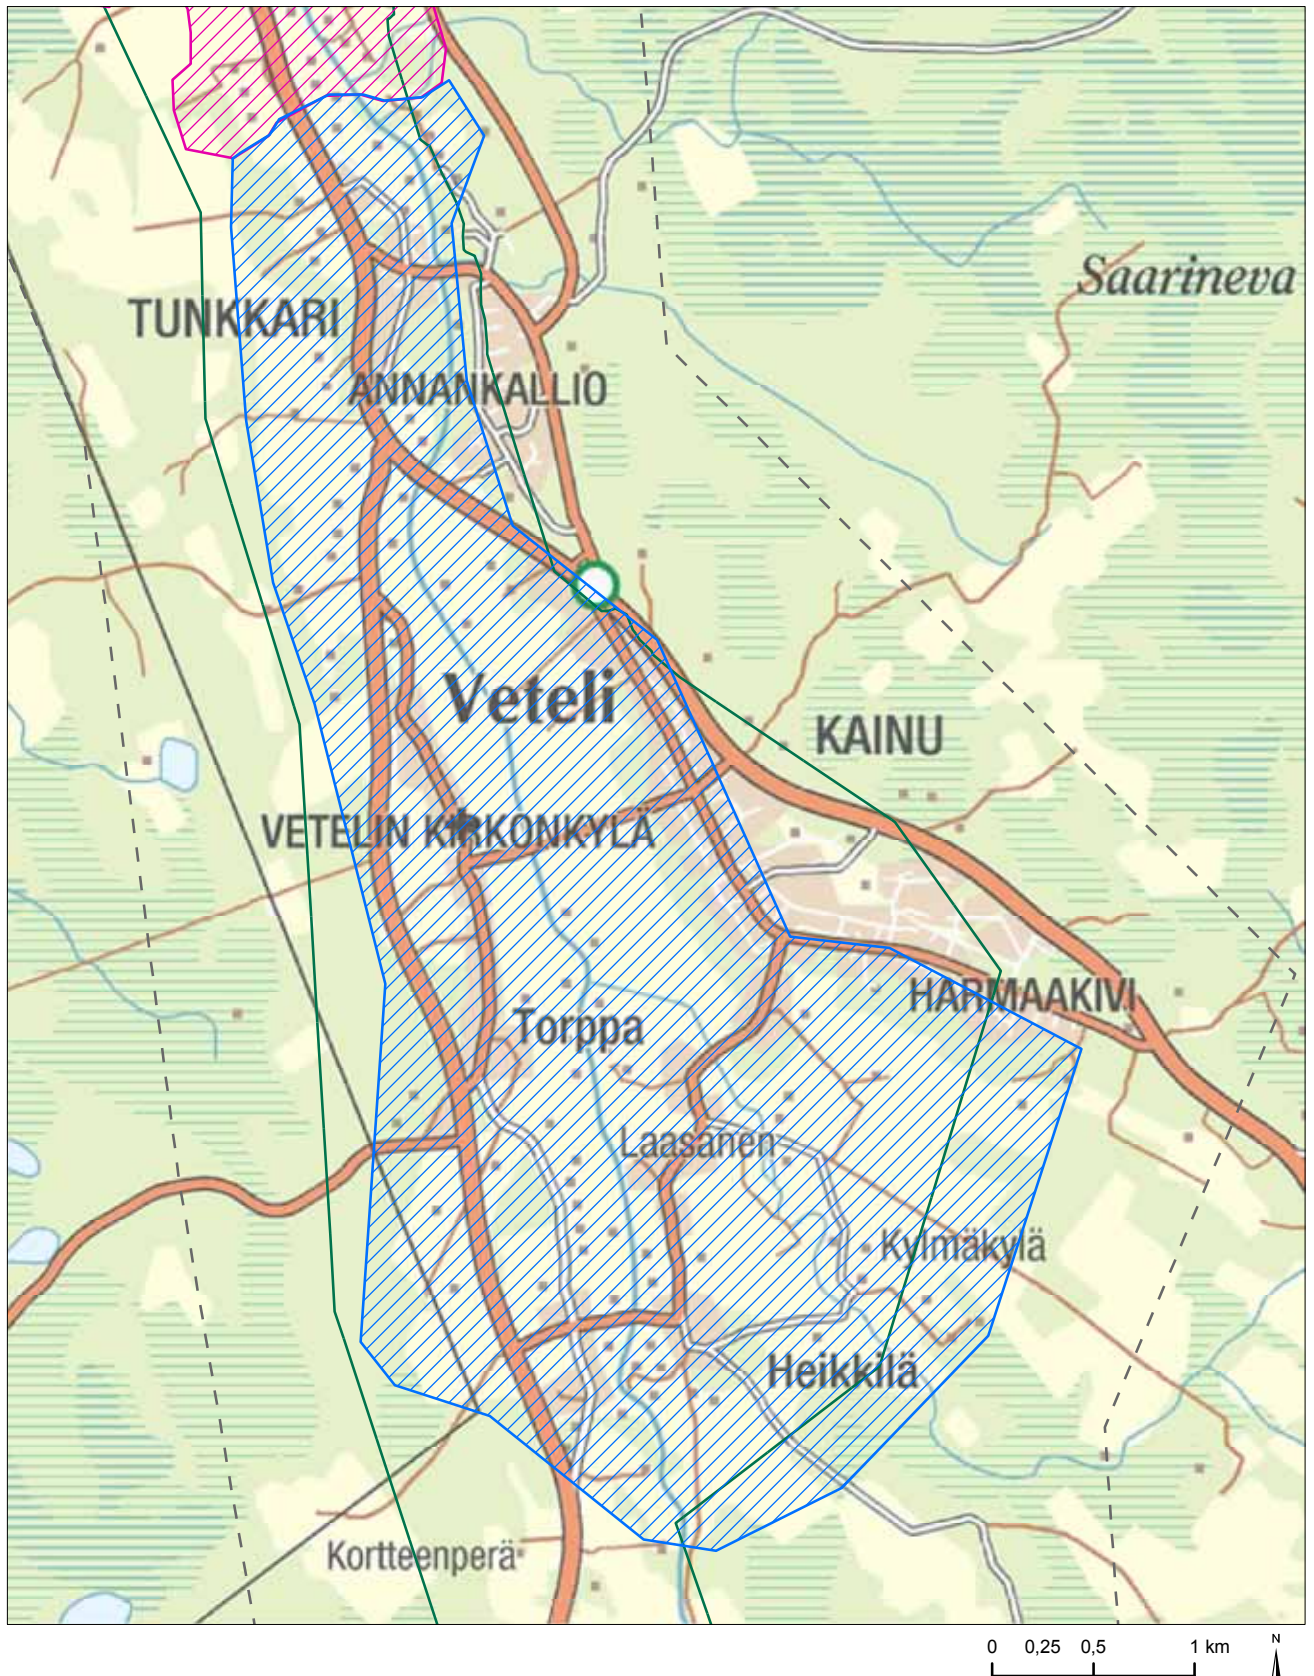 Saarineva
TUNKKARI
ANNANKALLIO
Veteli
KAINU
VETELIN KIRKONKYLÄ
HARMAAKIVI
Torppa
Laasanen
Kylmäkylä
Heikkilä
Kortteenperä
0 0,25 0,5 1 km
N